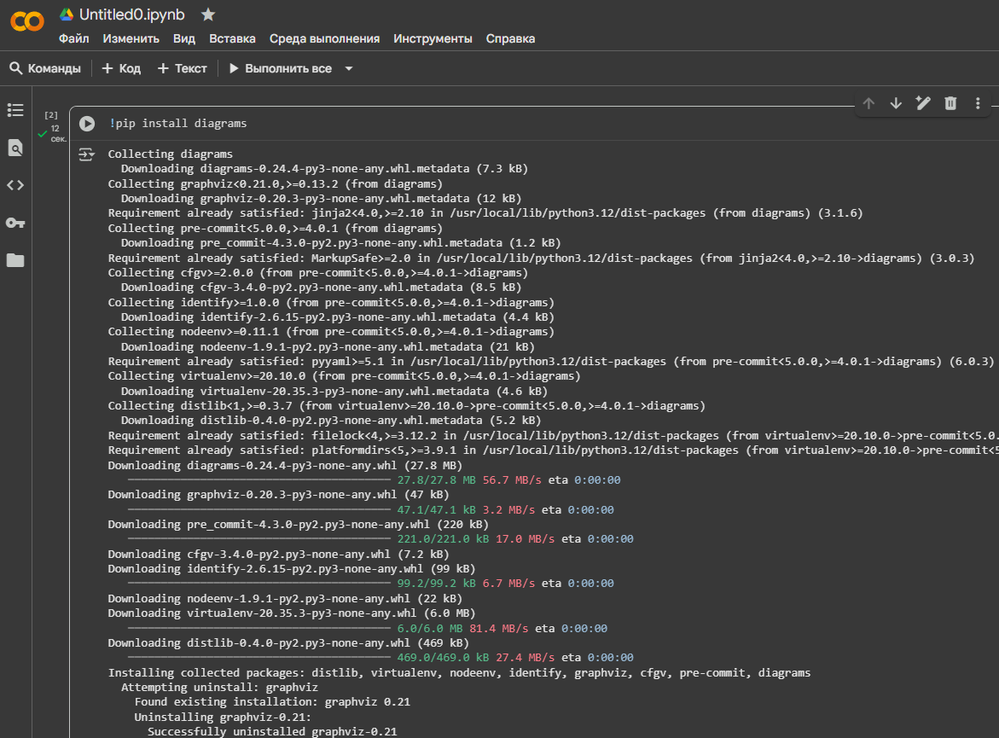 Untitled0.ipynb
Файл Изменить Вид Вставка Среда выполнения Инструменты Справка
Команды + Код + Текст Выполнить все
[2]
12
сек.
!pip install diagrams
Collecting diagrams
Downloading diagrams-0.24.4-py3-none-any.whl.metadata (7.3 kB)
Collecting graphviz<0.21.0,>=0.13.2 (from diagrams)
Downloading graphviz-0.20.3-py3-none-any.whl.metadata (12 kB)
Requirement already satisfied: jinja2<4.0,>=2.10 in /usr/local/lib/python3.12/dist-packages (from diagrams) (3.1.6)
Collecting pre-commit<5.0.0,>=4.0.1 (from diagrams)
Downloading pre_commit-4.3.0-py2.py3-none-any.whl.metadata (1.2 kB)
Requirement already satisfied: MarkupSafe>=2.0 in /usr/local/lib/python3.12/dist-packages (from jinja2<4.0,>=2.10->diagrams) (3.0.3)
Collecting cfgv>=2.0.0 (from pre-commit<5.0.0,>=4.0.1->diagrams)
Downloading cfgv-3.4.0-py2.py3-none-any.whl.metadata (8.5 kB)
Collecting identify>=1.0.0 (from pre-commit<5.0.0,>=4.0.1->diagrams)
Downloading identify-2.6.15-py2.py3-none-any.whl.metadata (4.4 kB)
Collecting nodeenv>=0.11.1 (from pre-commit<5.0.0,>=4.0.1->diagrams)
Downloading nodeenv-1.9.1-py2.py3-none-any.whl.metadata (21 kB)
Requirement already satisfied: pyyaml>=5.1 in /usr/local/lib/python3.12/dist-packages (from pre-commit<5.0.0,>=4.0.1->diagrams) (6.0.3)
Collecting virtualenv>=20.10.0 (from pre-commit<5.0.0,>=4.0.1->diagrams)
Downloading virtualenv-20.35.3-py3-none-any.whl.metadata (4.6 kB)
Collecting distlib<1,>=0.3.7 (from virtualenv>=20.10.0->pre-commit<5.0.0,>=4.0.1->diagrams)
Downloading distlib-0.4.0-py2.py3-none-any.whl.metadata (5.2 kB)
Requirement already satisfied: filelock<4,>=3.12.2 in /usr/local/lib/python3.12/dist-packages (from virtualenv>=20.10.0->pre-commit<5.0.
Requirement already satisfied: platformdirs<5,>=3.9.1 in /usr/local/lib/python3.12/dist-packages (from virtualenv>=20.10.0->pre-commit<5
Downloading diagrams-0.24.4-py3-none-any.whl (27.8 MB)
27.8/27.8 MB 56.7 MB/s eta 0:00:00
Downloading graphviz-0.20.3-py3-none-any.whl (47 kB)
47.1/47.1 kB 3.2 MB/s eta 0:00:00
Downloading pre_commit-4.3.0-py2.py3-none-any.whl (220 kB)
221.0/221.0 kB 17.0 MB/s eta 0:00:00
Downloading cfgv-3.4.0-py2.py3-none-any.whl (7.2 kB)
Downloading identify-2.6.15-py2.py3-none-any.whl (99 kB)
99.2/99.2 kB 6.7 MB/s eta 0:00:00
Downloading nodeenv-1.9.1-py2.py3-none-any.whl (22 kB)
Downloading virtualenv-20.35.3-py3-none-any.whl (6.0 MB)
6.0/6.0 MB 81.4 MB/s eta 0:00:00
Downloading distlib-0.4.0-py2.py3-none-any.whl (469 kB)
469.0/469.0 kB 27.4 MB/s eta 0:00:00
Installing collected packages: distlib, virtualenv, nodeenv, identify, graphviz, cfgv, pre-commit, diagrams
Attempting uninstall: graphviz
Found existing installation: graphviz 0.21
Uninstalling graphviz-0.21:
Successfully uninstalled graphviz-0.21